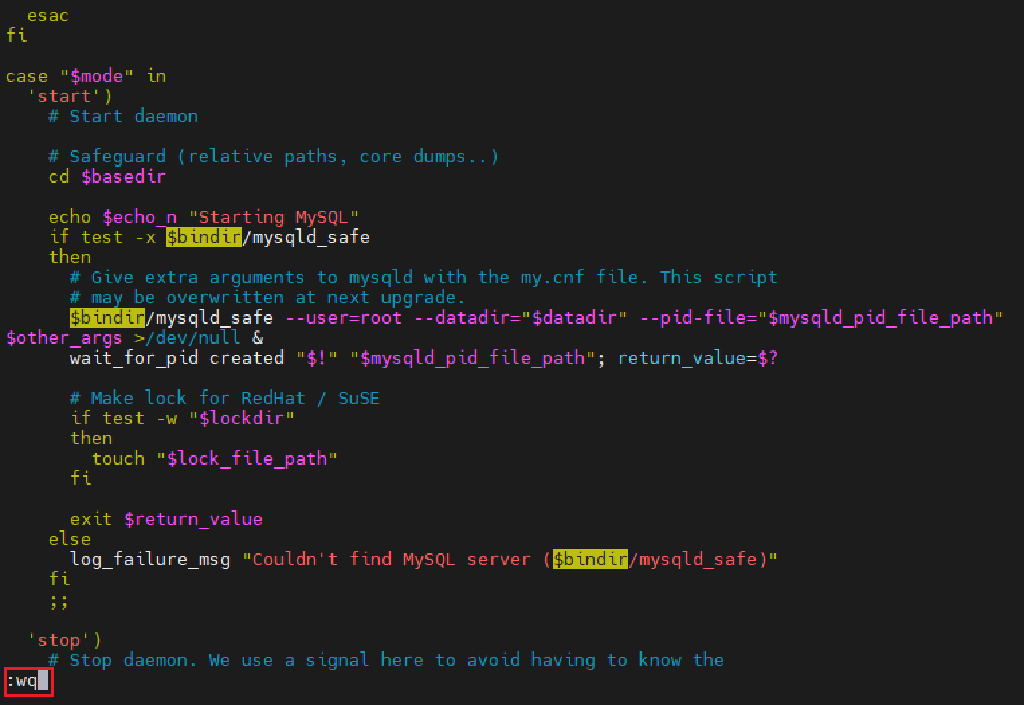 esac
fi

case "$mode" in
  'start')
    # Start daemon

    # Safeguard (relative paths, core dumps..)
    cd $basedir

    echo $echo_n "Starting MySQL"
    if test -x $bindir/mysqld_safe
    then
      # Give extra arguments to mysqld with the my.cnf file. This script
      # may be overwritten at next upgrade.
      $bindir/mysqld_safe --user=root --datadir="$datadir" --pid-file="$mysqld_pid_file_path"
$other_args >/dev/null &
      wait_for_pid created "$!" "$mysqld_pid_file_path"; return_value=$?

      # Make lock for RedHat / SuSE
      if test -w "$lockdir"
      then
        touch "$lock_file_path"
      fi

      exit $return_value
    else
      log_failure_msg "Couldn't find MySQL server ($bindir/mysqld_safe)"
    fi
    ;;

  'stop')
    # Stop daemon. We use a signal here to avoid having to know the
:wq